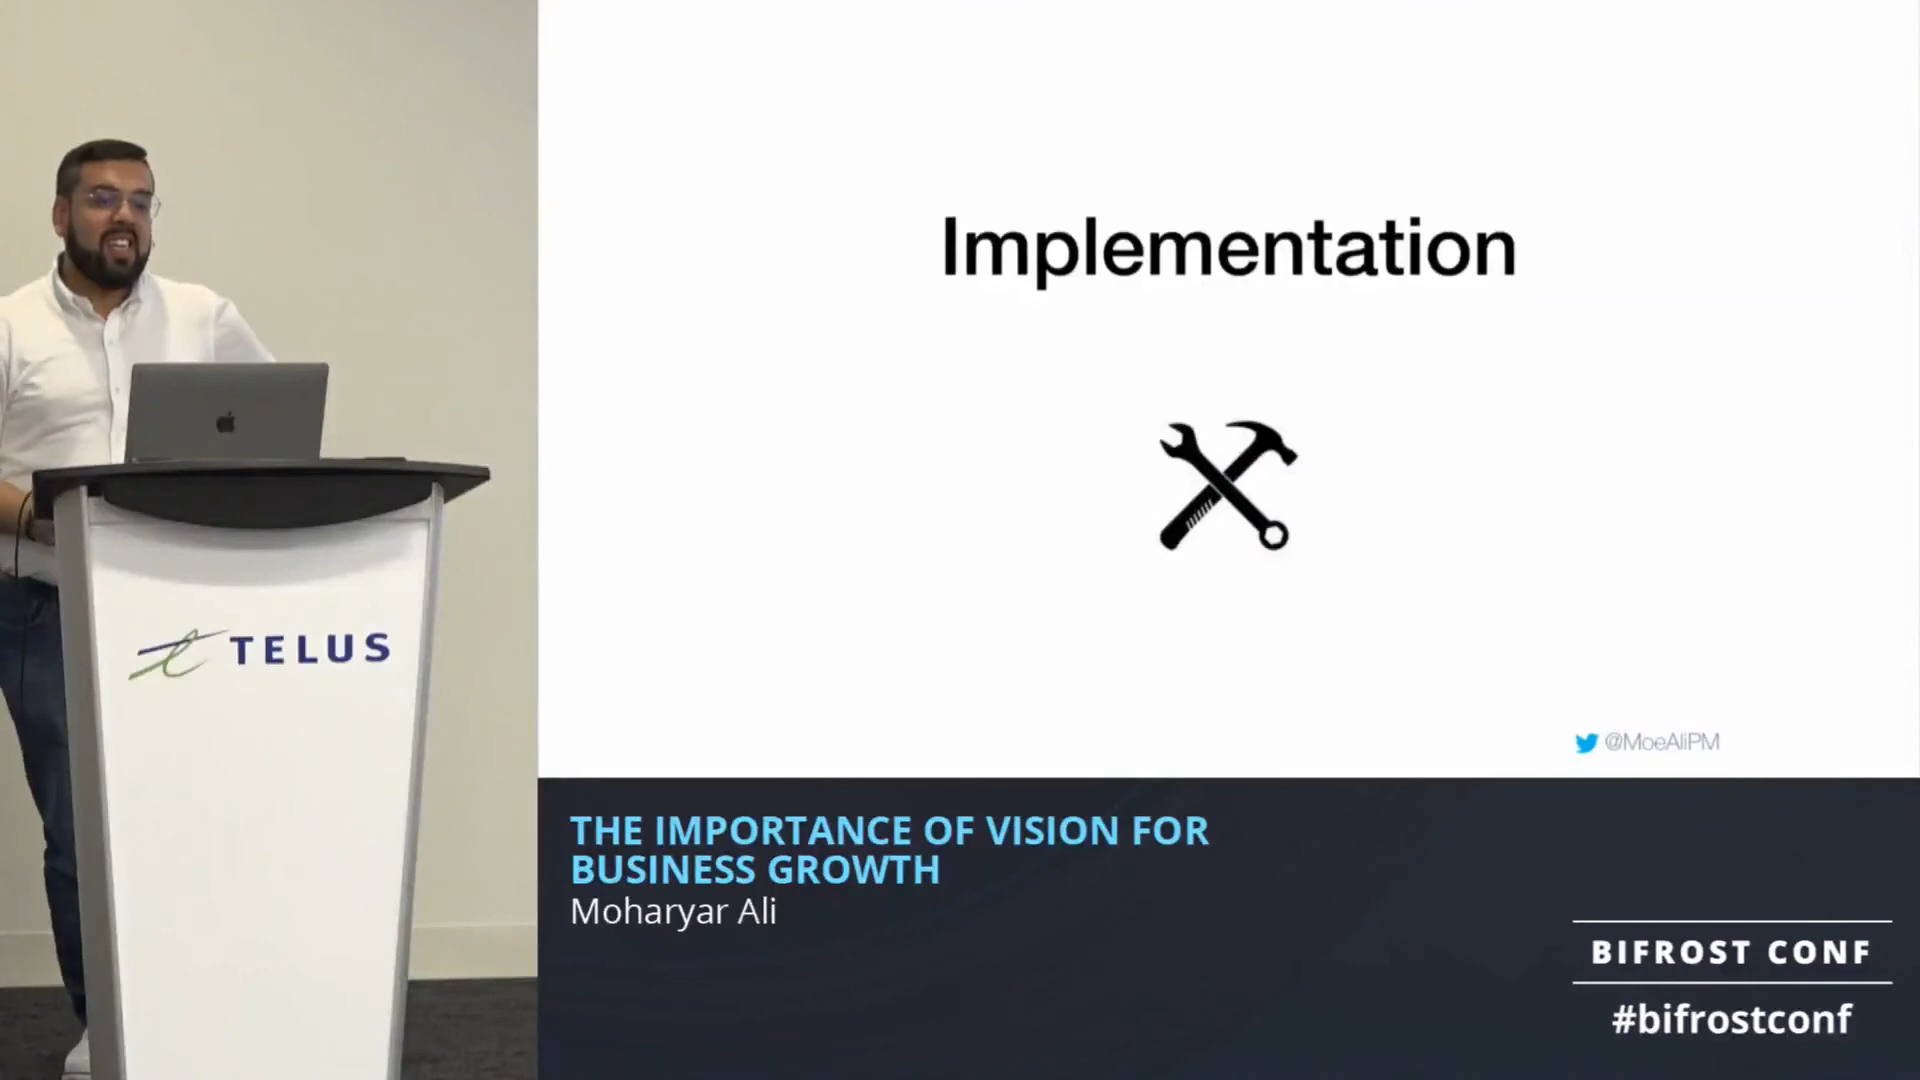 Implementation
TELUS
@MoeAliPM
THE IMPORTANCE OF VISION FOR
BUSINESS GROWTH
Moharyar Ali
BIFROST CONF
#bifrostconf